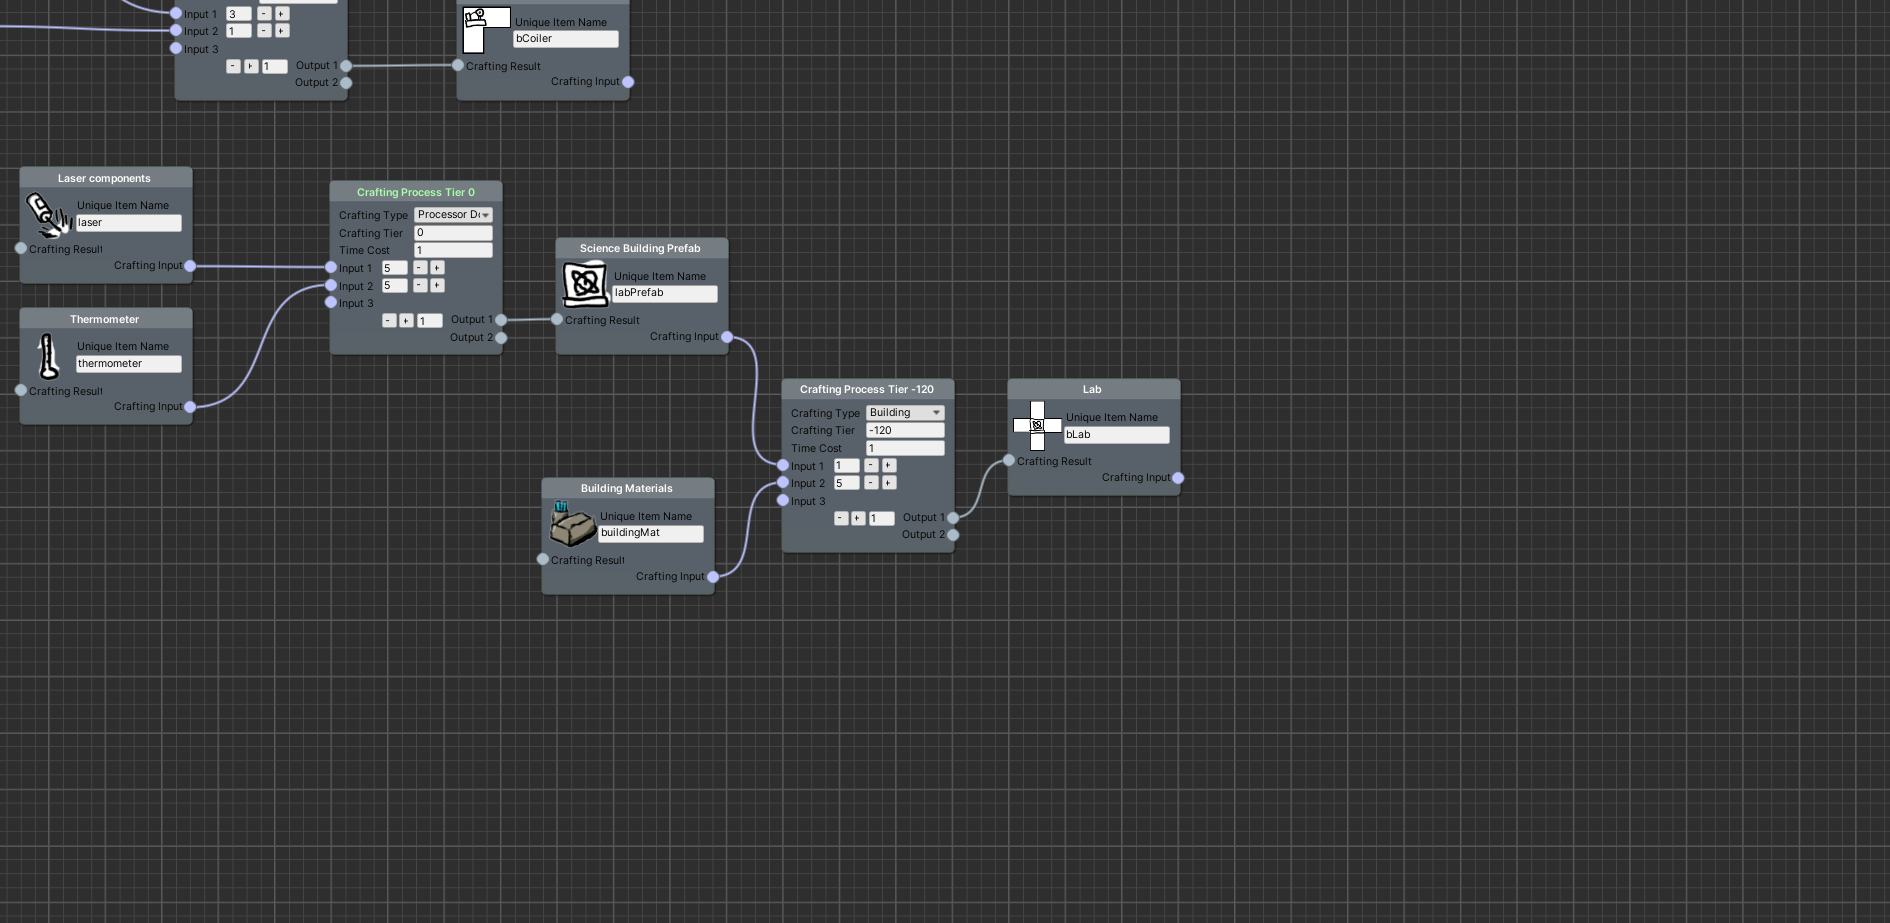 Input 1 3 - +
Input 2 1 - +
Input 3
- + 1 Output 1
Output 2
Unique Item Name
bCoiler
Crafting Result
Crafting Input
Laser components
Unique Item Name
laser
Crafting Result
Crafting Input
Thermometer
Unique Item Name
thermometer
Crafting Result
Crafting Input
Crafting Process Tier 0
Crafting Type Processor
Crafting Tier 0
Time Cost 1
Input 1 5 - +
Input 2 5 - +
Input 3
- + 1 Output 1
Output 2
Science Building Prefab
Unique Item Name
labPrefab
Crafting Result
Crafting Input
Building Materials
Unique Item Name
buildingMat
Crafting Result
Crafting Input
Crafting Process Tier -120
Crafting Type Building
Crafting Tier -120
Time Cost 1
Input 1 1 - +
Input 2 5 - +
Input 3
- + 1 Output 1
Output 2
Lab
Unique Item Name
bLab
Crafting Result
Crafting Input